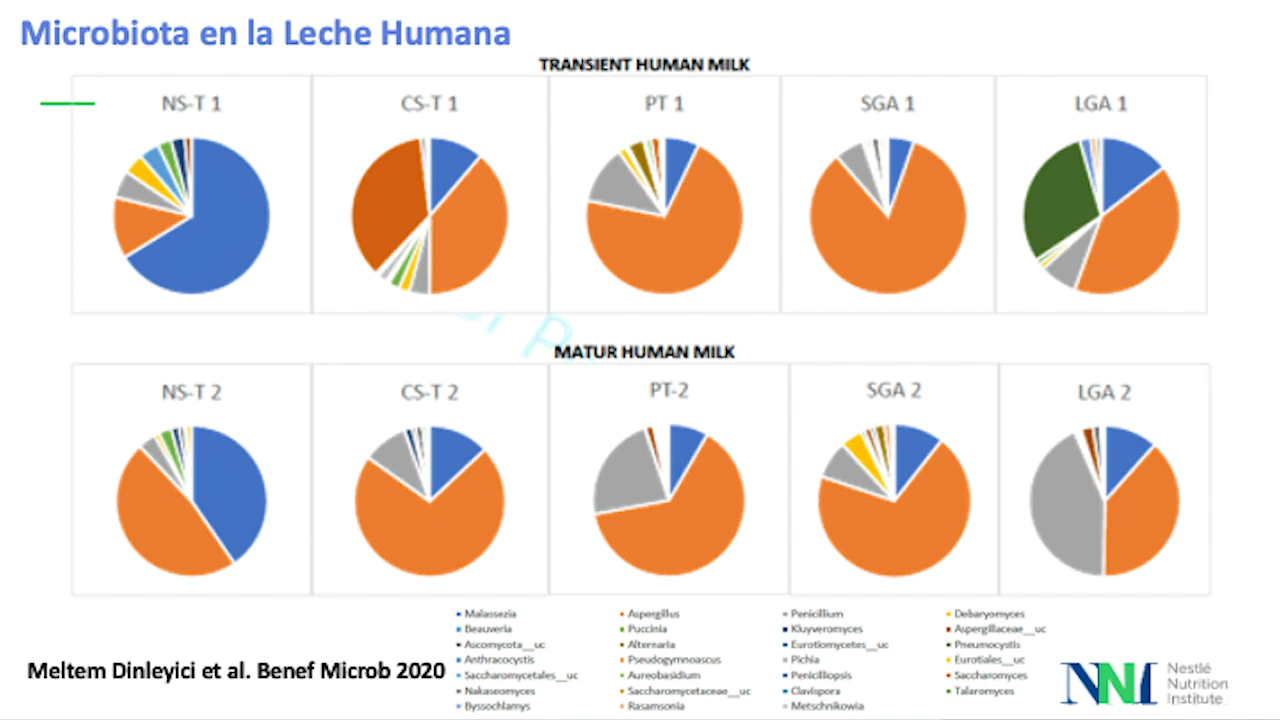 Microbiota en la Leche Humana
TRANSIENT HUMAN MILK
NS-T 1 CS-T 1 PT 1 SGA 1 LGA 1
MATUR HUMAN MILK
NS-T 2 CS-T 2 PT-2 SGA 2 LGA 2
Malassezia Aspergillus Penicillium Debaryomyces
Beauveria Puccinia Kluyveromyces Aspergillaceae__uc
Ascomycota__uc Alternaria Eurotiomycetes__uc Pneumocystis
Anthracocystis Pseudogymnoascus Pichia Eurotiales__uc
Saccharomycetales__uc Aureobasidium Penicilliopsis Saccharomyces
Nakaseomyces Saccharomycetaceae__uc Clavispora Talaromyces
Byssochlamys Rasamsonia Metschnikowia
Meltem Dinleyici et al. Benef Microb 2020
NNI Nestlé
Nutrition
Institute